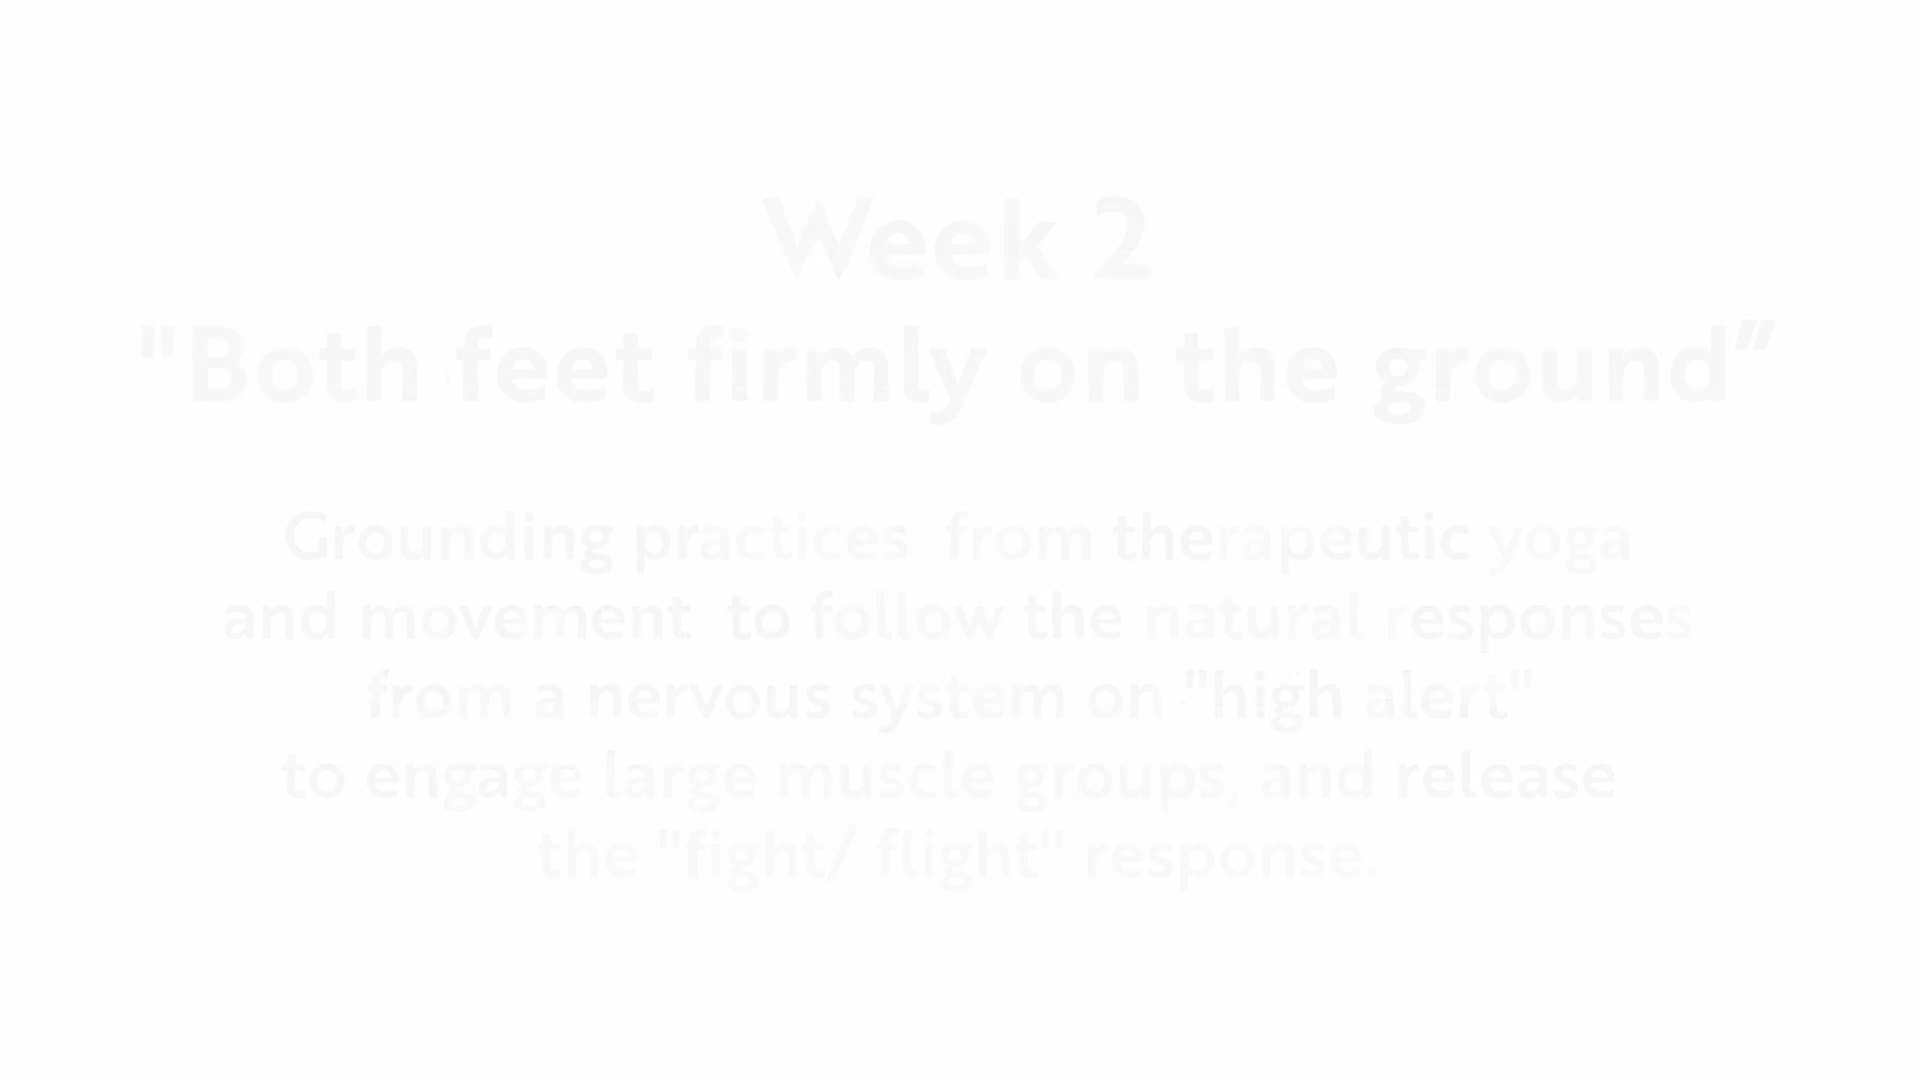 Week 2
"Both feet firmly on the ground”
Grounding practices  from therapeutic yoga
and movement  to follow the natural responses
from a nervous system on "high alert"
to engage large muscle groups, and release
the "fight/ flight" response.